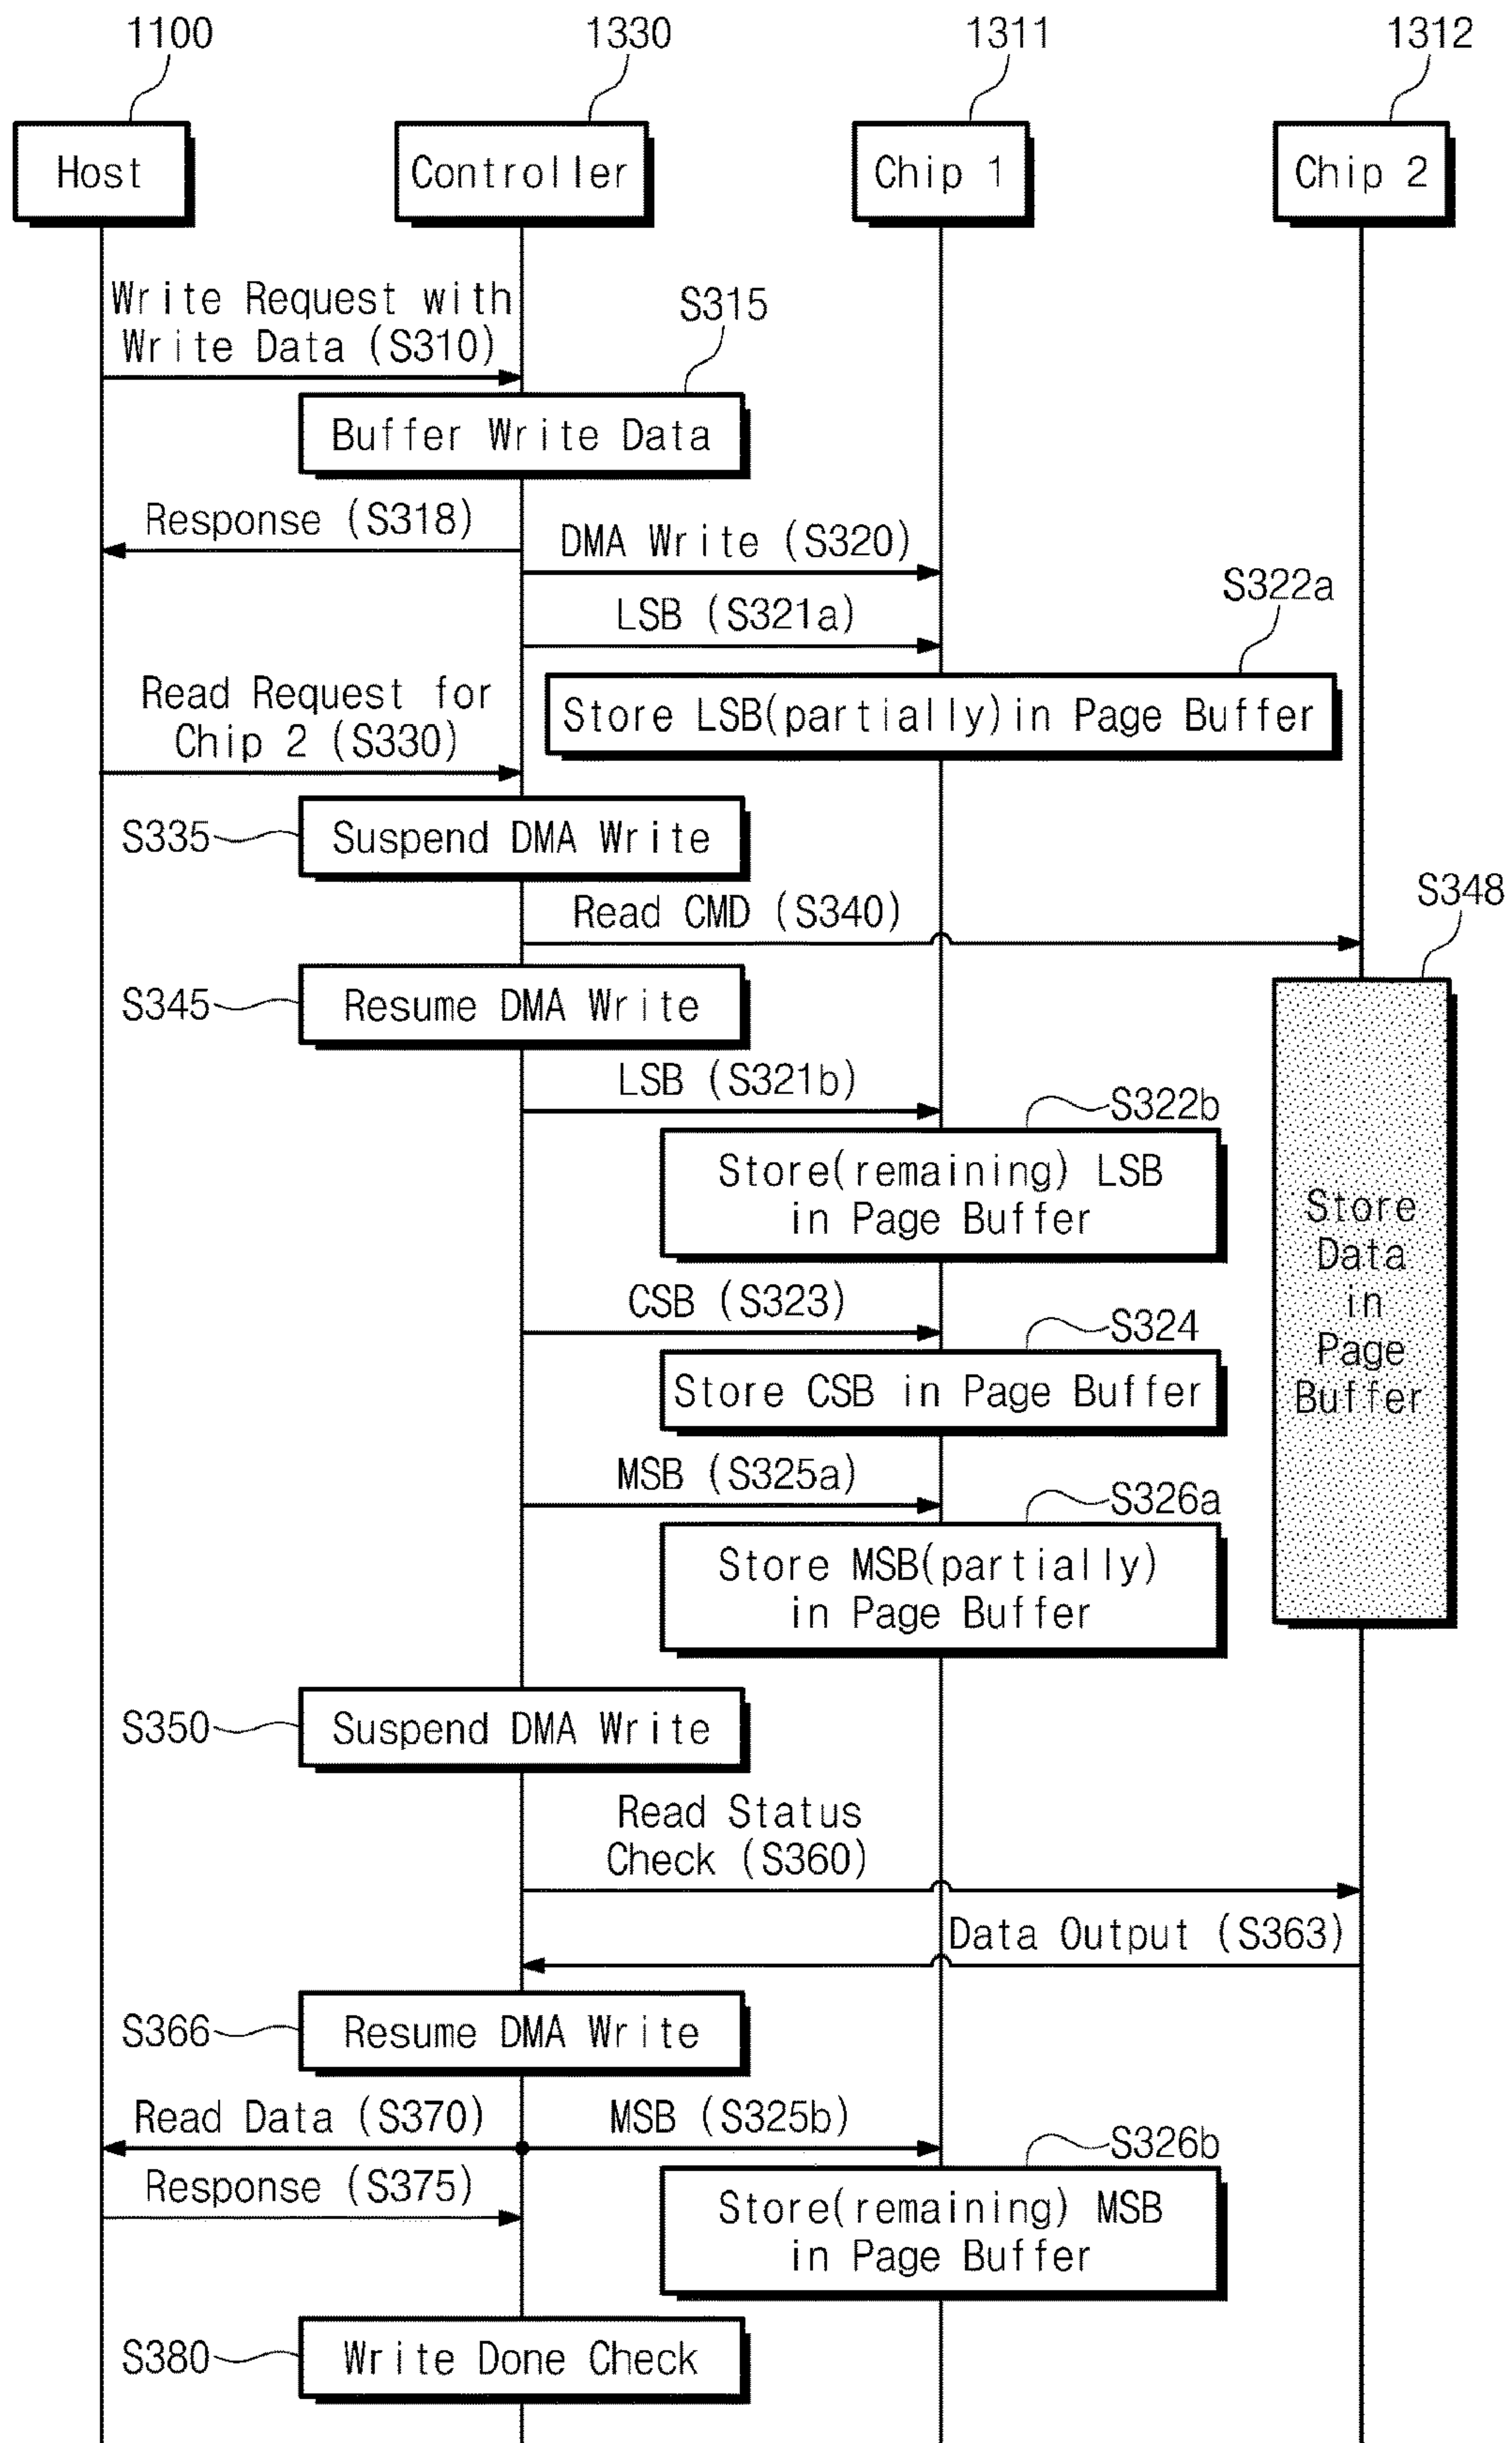 1100
1330
1311
1312
Host
Controller
Chip 1
Chip 2
Write Request with
Write Data (S310)
S315
Buffer Write Data
Response (S318)
DMA Write (S320)
LSB (S321a)
S322a
Store LSB(partially)in Page Buffer
Read Request for
Chip 2 (S330)
S335
Suspend DMA Write
Read CMD (S340)
S348
S345
Resume DMA Write
LSB (S321b)
S322b
Store(remaining) LSB
in Page Buffer
Store
Data
in
Page
Buffer
CSB (S323)
S324
Store CSB in Page Buffer
MSB (S325a)
S326a
Store MSB(partially)
in Page Buffer
S350
Suspend DMA Write
Read Status
Check (S360)
Data Output (S363)
S366
Resume DMA Write
Read Data (S370)
MSB (S325b)
S326b
Response (S375)
Store(remaining) MSB
in Page Buffer
S380
Write Done Check